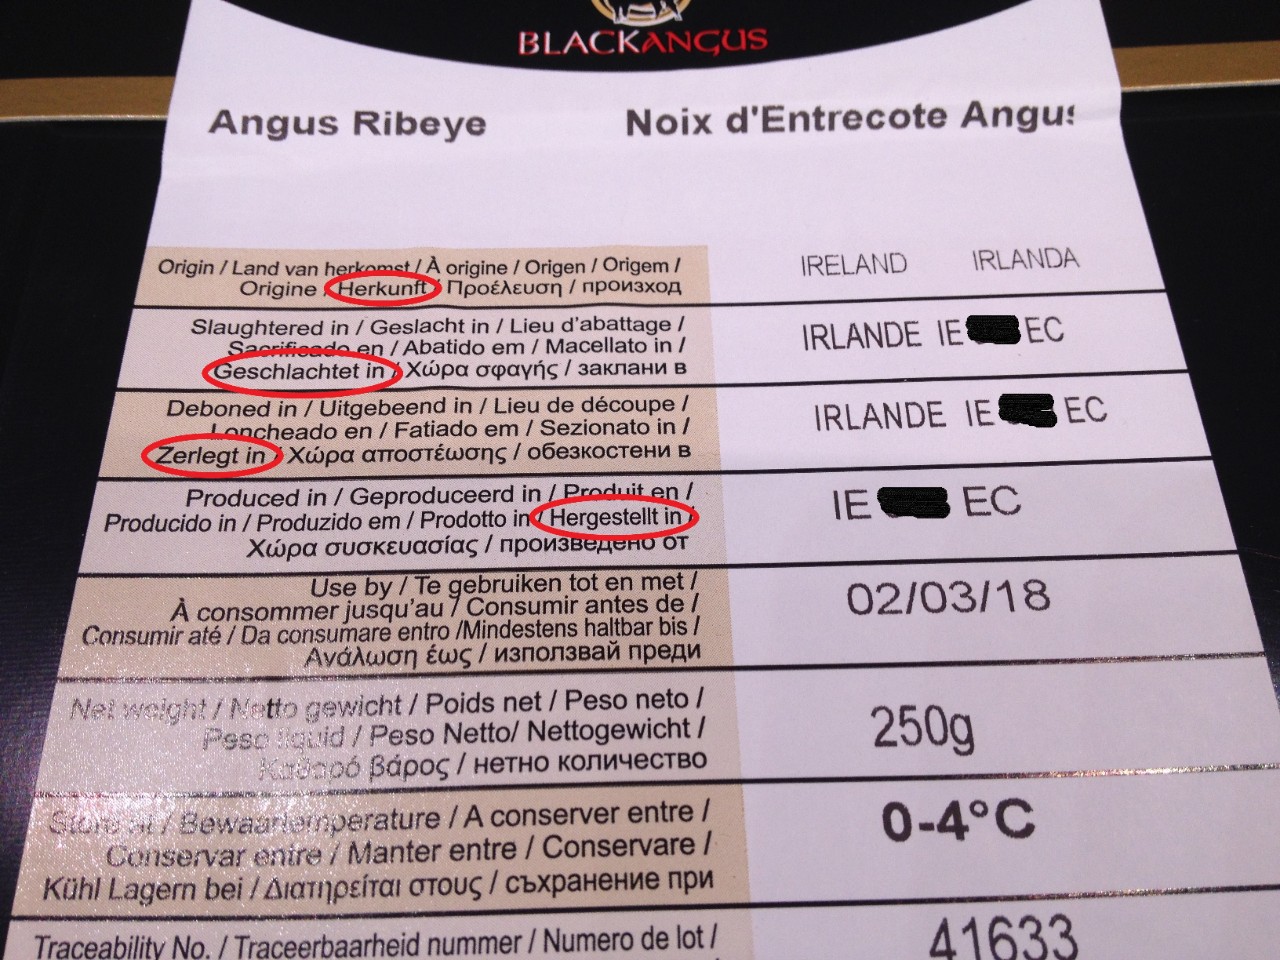 BLACKANGUS
Angus Ribeye
Noix d'Entrecote Angus
Origin / Land van herkomst / À origine / Origen / Origem /
Origine / Herkunft / Προέλευση / произход
IRELAND IRLANDA
Slaughtered in / Geslacht in / Lieu d'abattage /
Sacrificado en / Abatido em / Macellato in /
Geschlachtet in / Χώρα σφαγής / заклани в
IRLANDE IE EC
Deboned in / Uitgebeend in / Lieu de découpe /
Loncheado en / Fatiado em / Sezionato in /
Zerlegt in / Χώρα αποστέωσης / обезкостени в
IRLANDE IE EC
Produced in / Geproduceerd in / Produit en /
Producido in / Produzido em / Prodotto in / Hergestellt in /
Χώρα συσκευασίας / произведено от
IE EC
Use by / Te gebruiken tot en met /
À consommer jusqu'au / Consumir antes de /
Consumir até / Da consumare entro /Mindestens haltbar bis /
Ανάλωση έως / използвай преди
02/03/18
Net weight / Netto gewicht / Poids net / Peso neto /
Peso liquid / Peso Netto/ Nettogewicht /
Καθαρό βάρος / нетно количество
250g
Store at / Bewaartemperature / A conserver entre /
Conservar entre / Manter entre / Conservare /
Kühl Lagern bei / Διατηρείται στους / съхранение при
0-4°C
Traceability No. / Traceerbaarheid nummer / Numero de lot /
41633